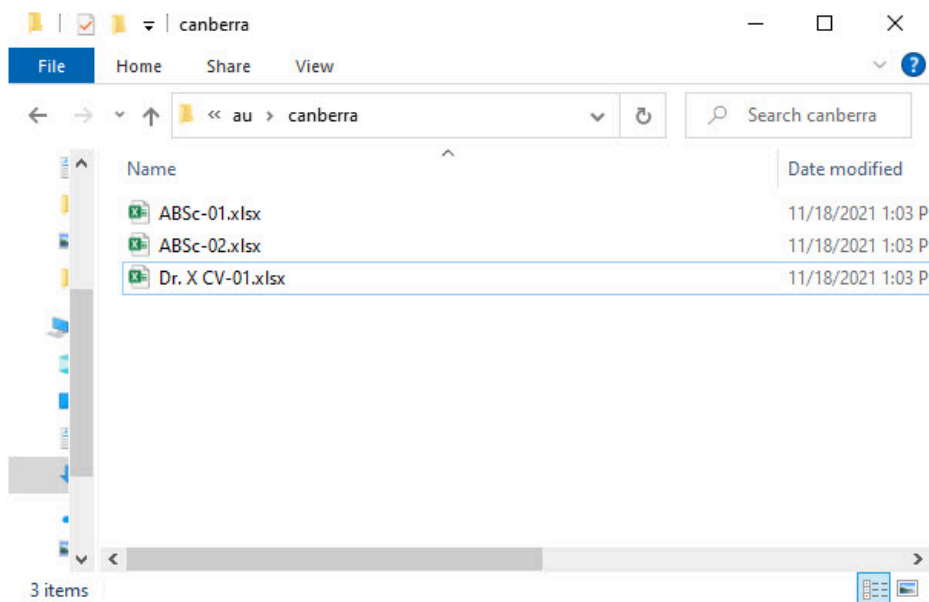 canberra
File Home Share View
« au > canberra Search canberra
Name Date modified
ABSc-01.xlsx 11/18/2021 1:03 P
ABSc-02.xlsx 11/18/2021 1:03 P
Dr. X CV-01.xlsx 11/18/2021 1:03 P
3 items